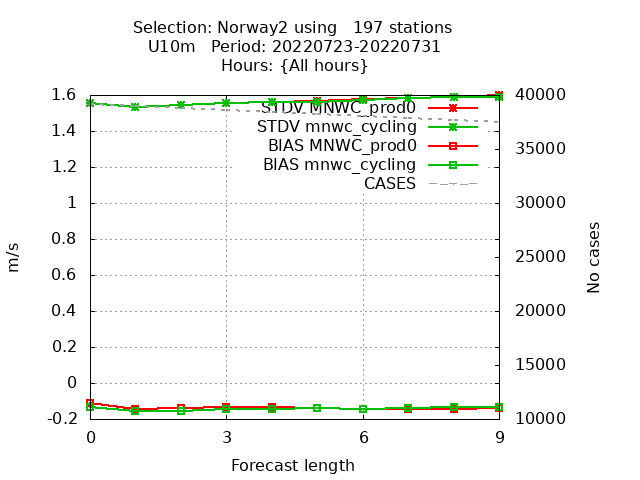 Selection: Norway2 using   197 stations
U10m   Period: 20220723-20220731
Hours: {All hours}
1.6
1.4
1.2
1
0.8
0.6
0.4
0.2
0
-0.2
m/s
STDV MNWC_prod0
STDV mnwc_cycling
BIAS MNWC_prod0
BIAS mnwc_cycling
CASES
40000
35000
30000
25000
20000
15000
10000
No cases
0 3 6 9
Forecast length